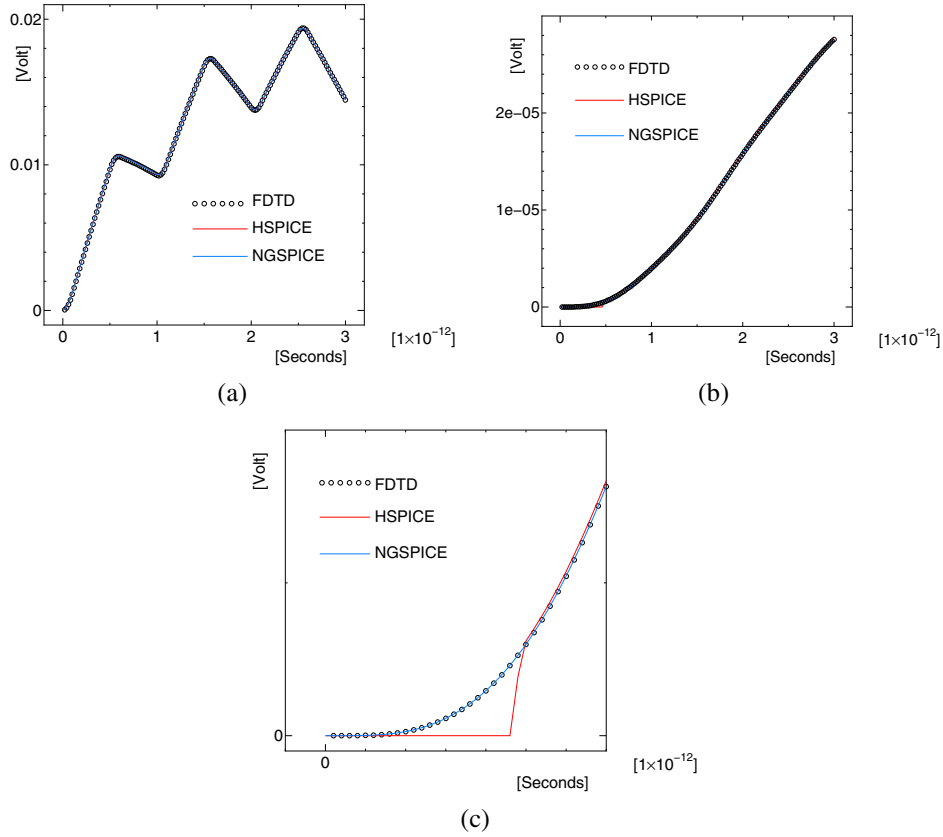 0.02
[Volt]
0.01
0
FDTD
HSPICE
NGSPICE
0
1
2
3
[1×10⁻¹²]
[Seconds]
(a)
[Volt]
2e−05
1e−05
0
FDTD
HSPICE
NGSPICE
0
1
2
3
[1×10⁻¹²]
[Seconds]
(b)
[Volt]
FDTD
HSPICE
NGSPICE
0
0
[1×10⁻¹²]
[Seconds]
(c)